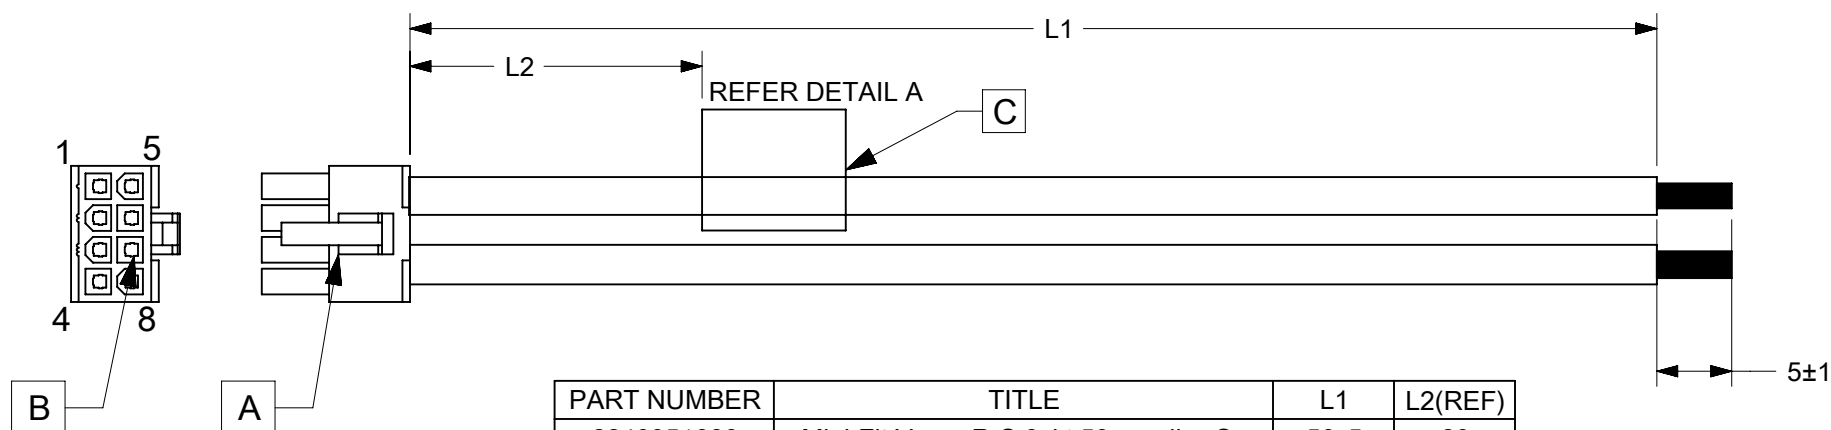 L1
L2
REFER DETAIL A
C
1 5
4 8
B
A
5±1
PART NUMBER TITLE L1 L2(REF)